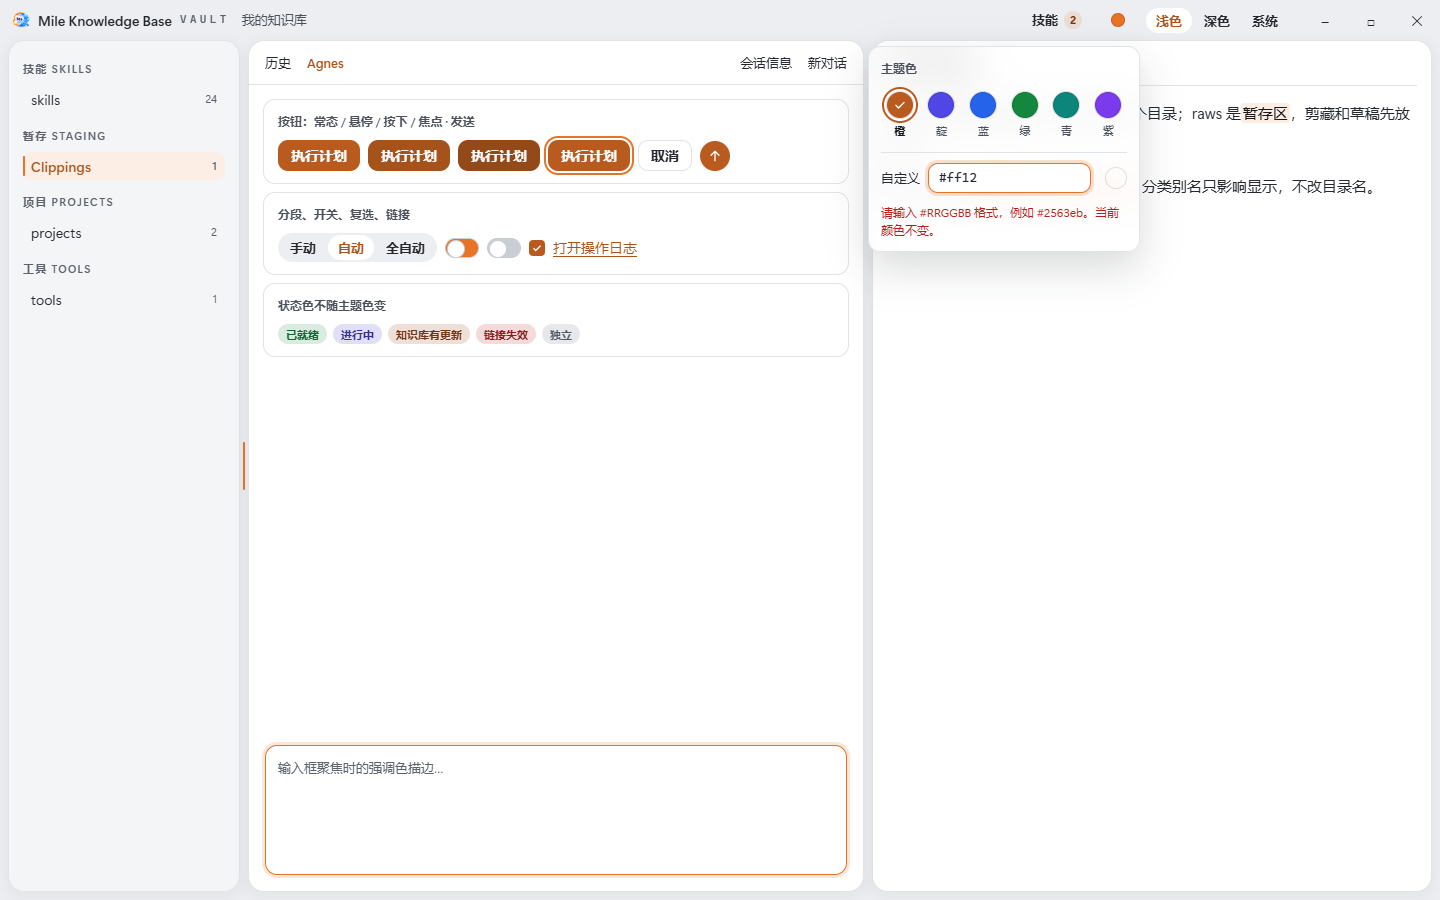 Mile Knowledge Base VAULT 我的知识库
技能 2 浅色 深色 系统
技能 SKILLS
skills 24
暂存 STAGING
Clippings 1
项目 PROJECTS
projects 2
工具 TOOLS
tools 1
历史 Agnes 会话信息 新对话
按钮：常态 / 悬停 / 按下 / 焦点 · 发送
执行计划 执行计划 执行计划 执行计划 取消
分段、开关、复选、链接
手动 自动 全自动 打开操作日志
状态色不随主题色变
已就绪 进行中 知识库有更新 链接失效 独立
输入框聚焦时的强调色描边...
主题色
橙 靛 蓝 绿 青 紫
自定义 #ff12
请输入 #RRGGBB 格式，例如 #2563eb。当前
颜色不变。
个目录；raws 是暂存区，剪藏和草稿先放
分类别名只影响显示，不改目录名。